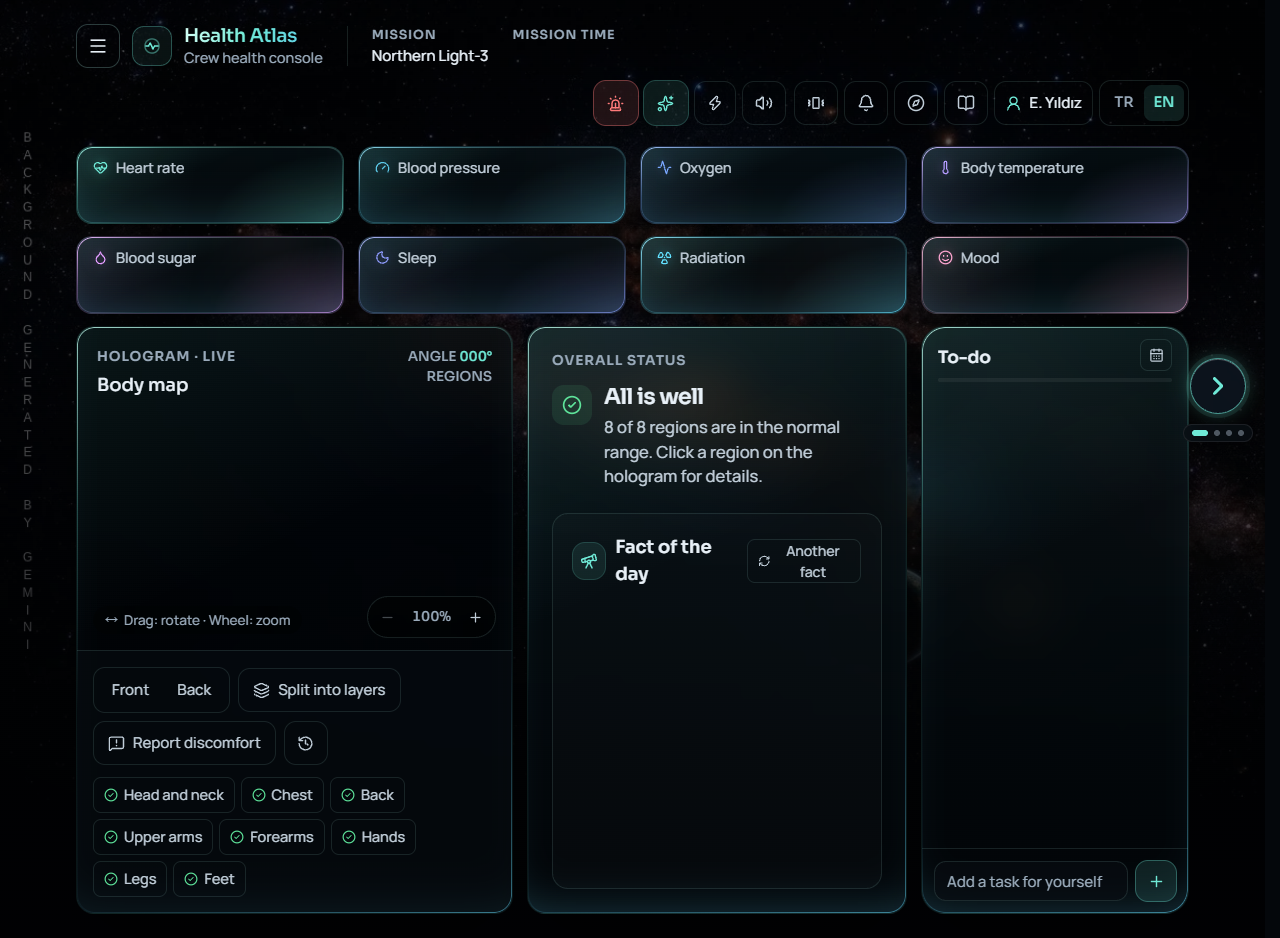 Health Atlas
Crew health console
MISSION
Northern Light-3
MISSION TIME
E. Yıldız
TR
EN
Heart rate
Blood pressure
Oxygen
Body temperature
Blood sugar
Sleep
Radiation
Mood
HOLOGRAM · LIVE
Body map
ANGLE 000°
REGIONS
↔ Drag: rotate · Wheel: zoom
− 100% +
Front
Back
Split into layers
Report discomfort
Head and neck
Chest
Back
Upper arms
Forearms
Hands
Legs
Feet
OVERALL STATUS
All is well
8 of 8 regions are in the normal
range. Click a region on the
hologram for details.
Fact of the
day
Another
fact
To-do
Add a task for yourself
+
BACKGROUND GENERATED BY GEMINI